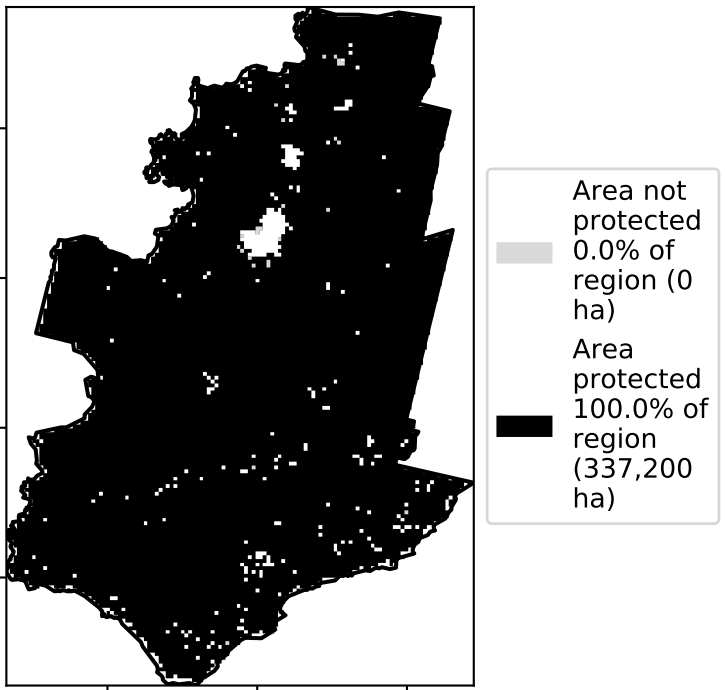 Area not
protected
0.0% of
region (0
ha)
Area
protected
100.0% of
region
(337,200
ha)